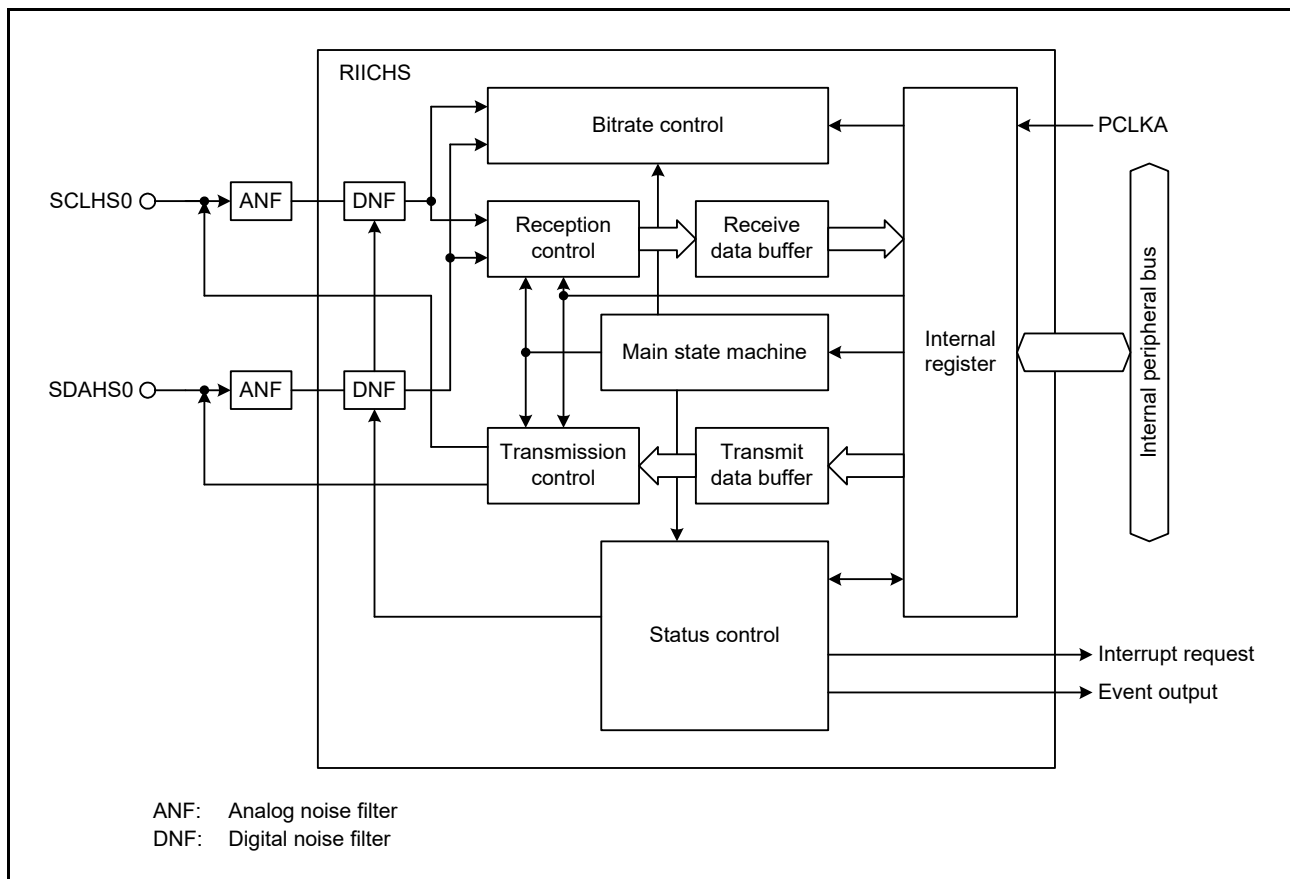 RIICHS
Bitrate control
PCLKA
SCLHS0
ANF
DNF
Reception
control
Receive
data buffer
Internal
register
Internal peripheral bus
Main state machine
SDAHS0
ANF
DNF
Transmission
control
Transmit
data buffer
Status control
Interrupt request
Event output
ANF: Analog noise filter
DNF: Digital noise filter